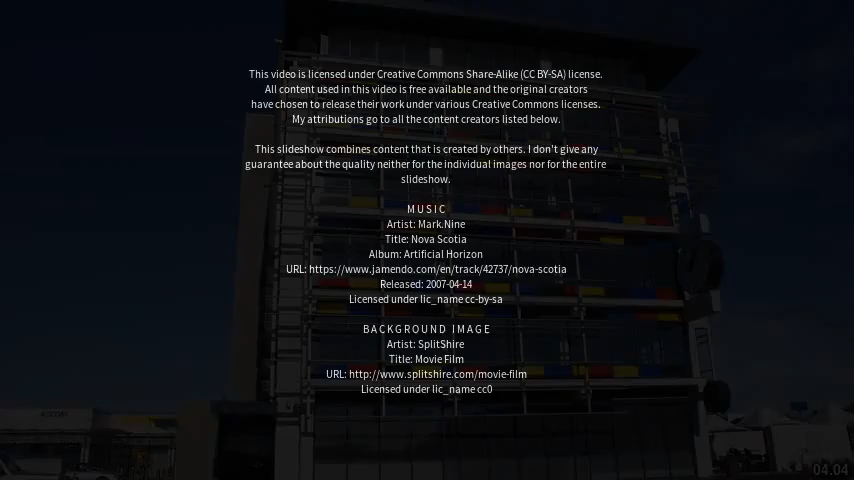 This video is licensed under Creative Commons Share-Alike (CC BY-SA) license.
All content used in this video is free available and the original creators
have chosen to release their work under various Creative Commons licenses.
My attributions go to all the content creators listed below.
This slideshow combines content that is created by others. I don't give any
guarantee about the quality neither for the individual images nor for the entire
slideshow.
MUSIC
Artist: Mark.Nine
Title: Nova Scotia
Album: Artificial Horizon
URL: https://www.jamendo.com/en/track/42737/nova-scotia
Released: 2007-04-14
Licensed under lic_name cc-by-sa
BACKGROUND IMAGE
Artist: SplitShire
Title: Movie Film
URL: http://www.splitshire.com/movie-film
Licensed under lic_name cc0
04.04